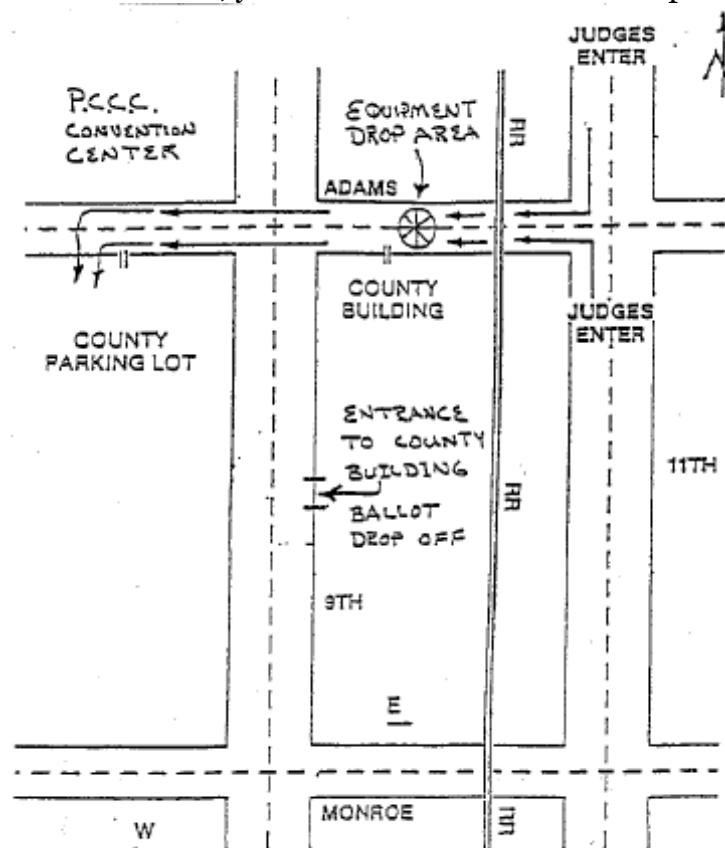 JUDGES
ENTER
N
P.C.C.C.
CONVENTION
CENTER
EQUIPMENT
DROP AREA
RR
ADAMS
COUNTY
BUILDING
JUDGES
ENTER
COUNTY
PARKING LOT
ENTRANCE
TO COUNTY
BUILDING
BALLOT
DROP OFF
RR
11TH
9TH
E
MONROE
RR
W